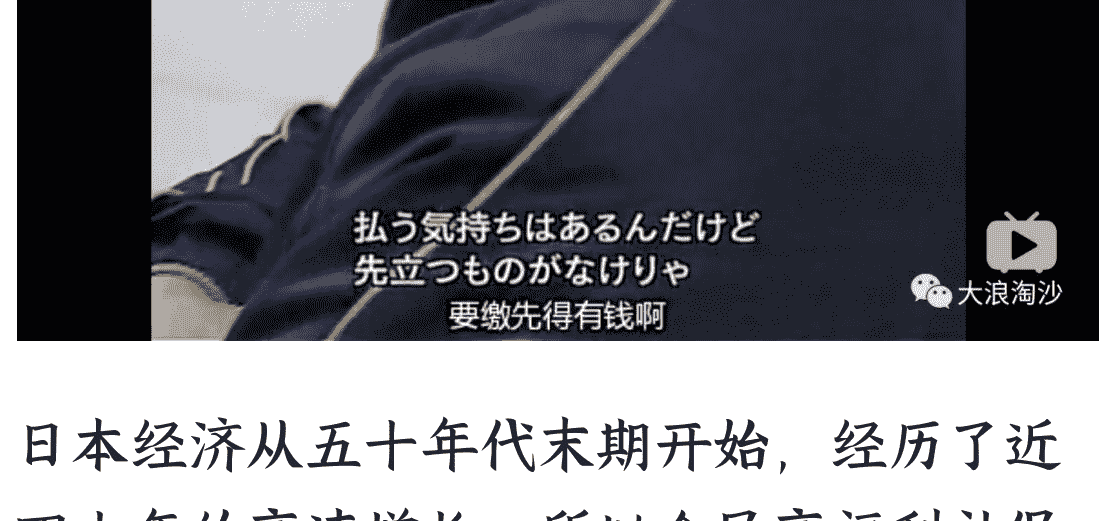 払う気持ちはあるんだけど
先立つものがなけりゃ
要缴先得有钱啊
大浪淘沙
日本经济从五十年代末期开始，经历了近